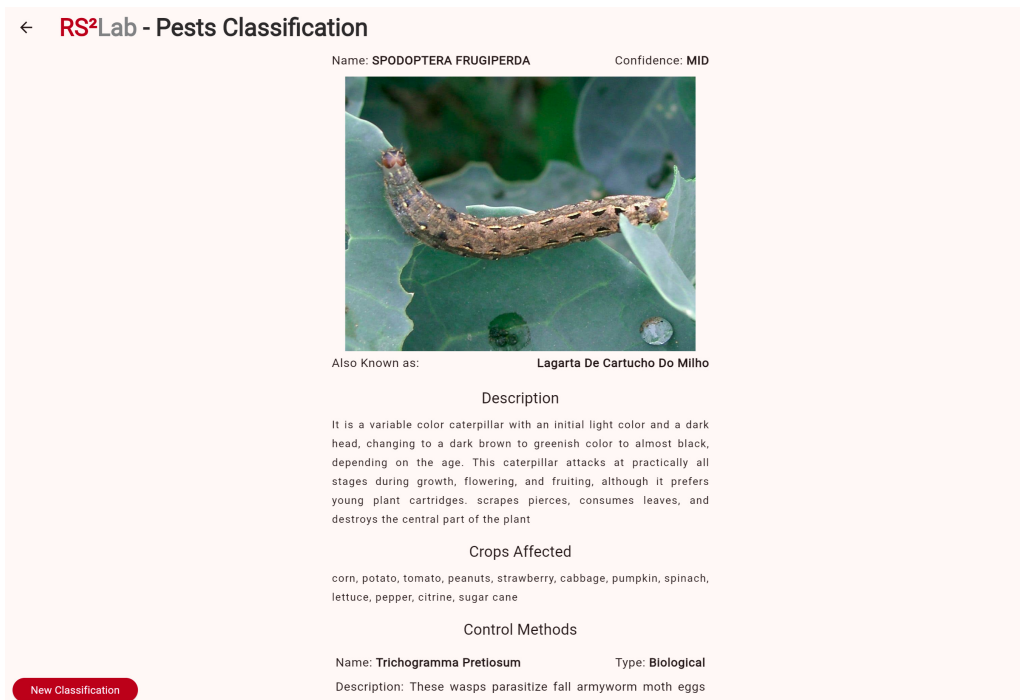 RS²Lab - Pests Classification
Name: SPODOPTERA FRUGIPERDA Confidence: MID
Also Known as: Lagarta De Cartucho Do Milho
Description
It is a variable color caterpillar with an initial light color and a dark
head, changing to a dark brown to greenish color to almost black,
depending on the age. This caterpillar attacks at practically all
stages during growth, flowering, and fruiting, although it prefers
young plant cartridges. scrapes pierces, consumes leaves, and
destroys the central part of the plant
Crops Affected
corn, potato, tomato, peanuts, strawberry, cabbage, pumpkin, spinach,
lettuce, pepper, citrine, sugar cane
Control Methods
Name: Trichogramma Pretiosum Type: Biological
Description: These wasps parasitize fall armyworm moth eggs
New Classification